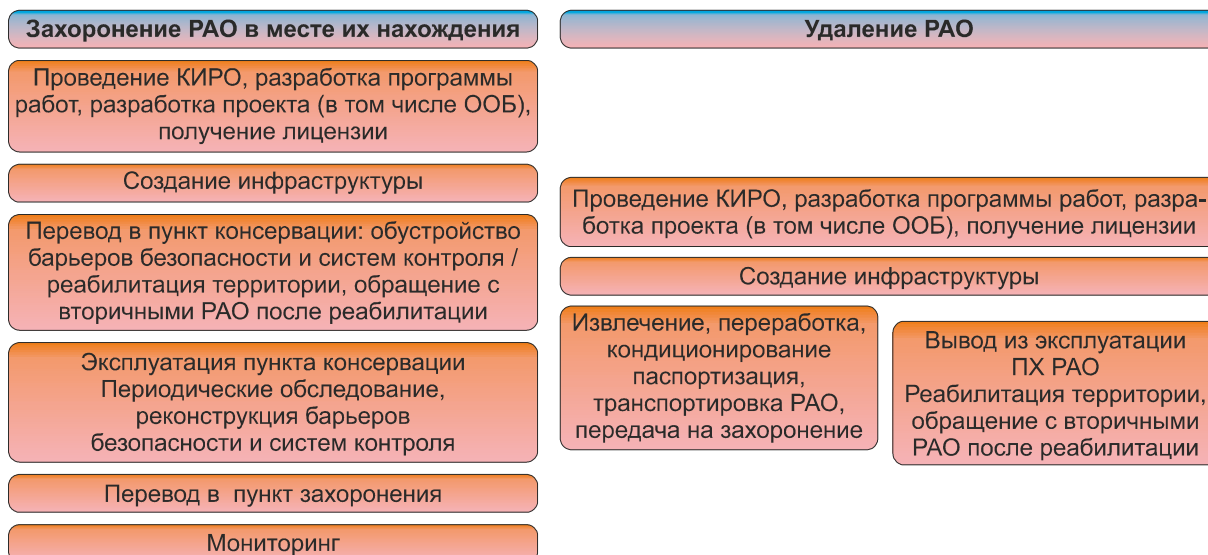 Захоронение РАО в месте их нахождения
Проведение КИРО, разработка программы
работ, разработка проекта (в том числе ООБ),
получение лицензии
Создание инфраструктуры
Перевод в пункт консервации: обустройство
барьеров безопасности и систем контроля /
реабилитация территории, обращение с
вторичными РАО после реабилитации
Эксплуатация пункта консервации
Периодические обследование,
реконструкция барьеров
безопасности и систем контроля
Перевод в пункт захоронения
Мониторинг
Удаление РАО
Проведение КИРО, разработка программы работ, разра-
ботка проекта (в том числе ООБ), получение лицензии
Создание инфраструктуры
Извлечение, переработка,
кондиционирование
паспортизация,
транспортировка РАО,
передача на захоронение
Вывод из эксплуатации
ПХ РАО
Реабилитация территории,
обращение с вторичными
РАО после реабилитации